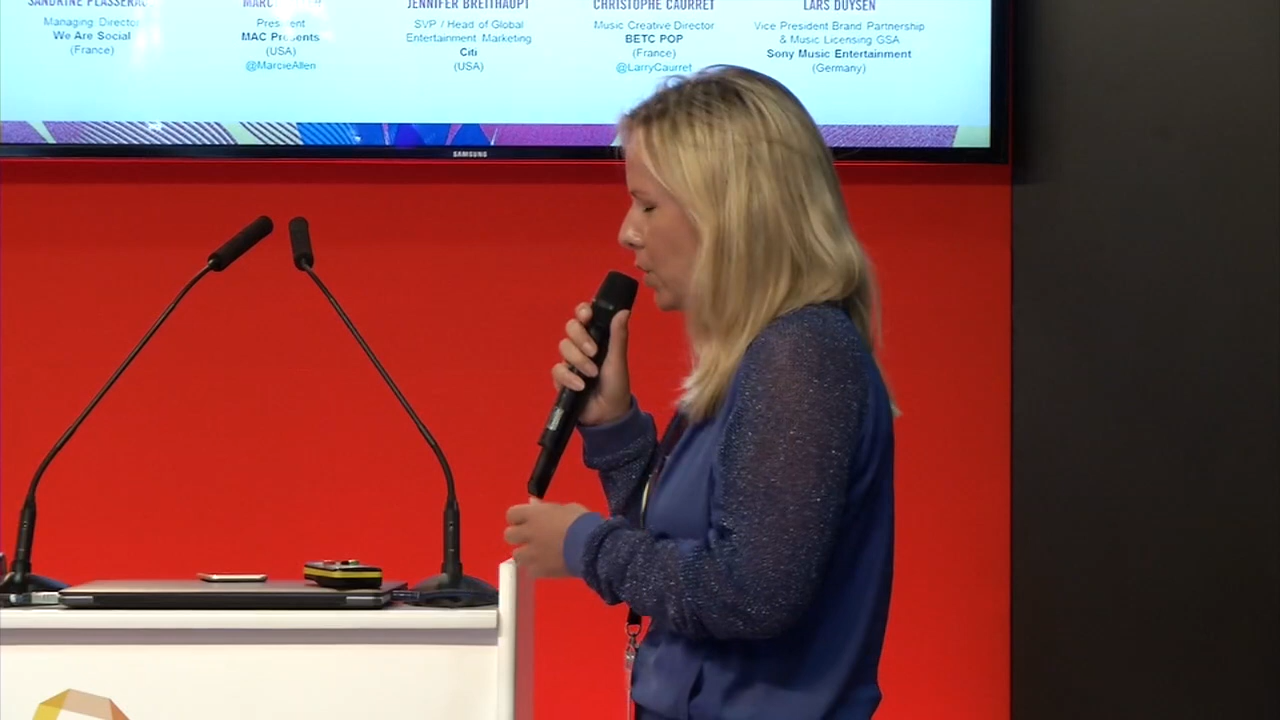 SANDRINE PLASSERAU
JENNIFER BREITHAUPT
CHRISTOPHE CAURRET
LARS DUYSEN
Managing Director
We Are Social
(France)
MAC Presents
(USA)
@MarcieAllen
SVP / Head of Global
Entertainment Marketing
Citi
(USA)
Music Creative Director
BETC POP
(France)
@LarryCaurret
Vice President Brand Partnership
& Music Licensing GSA
Sony Music Entertainment
(Germany)
SAMSUNG